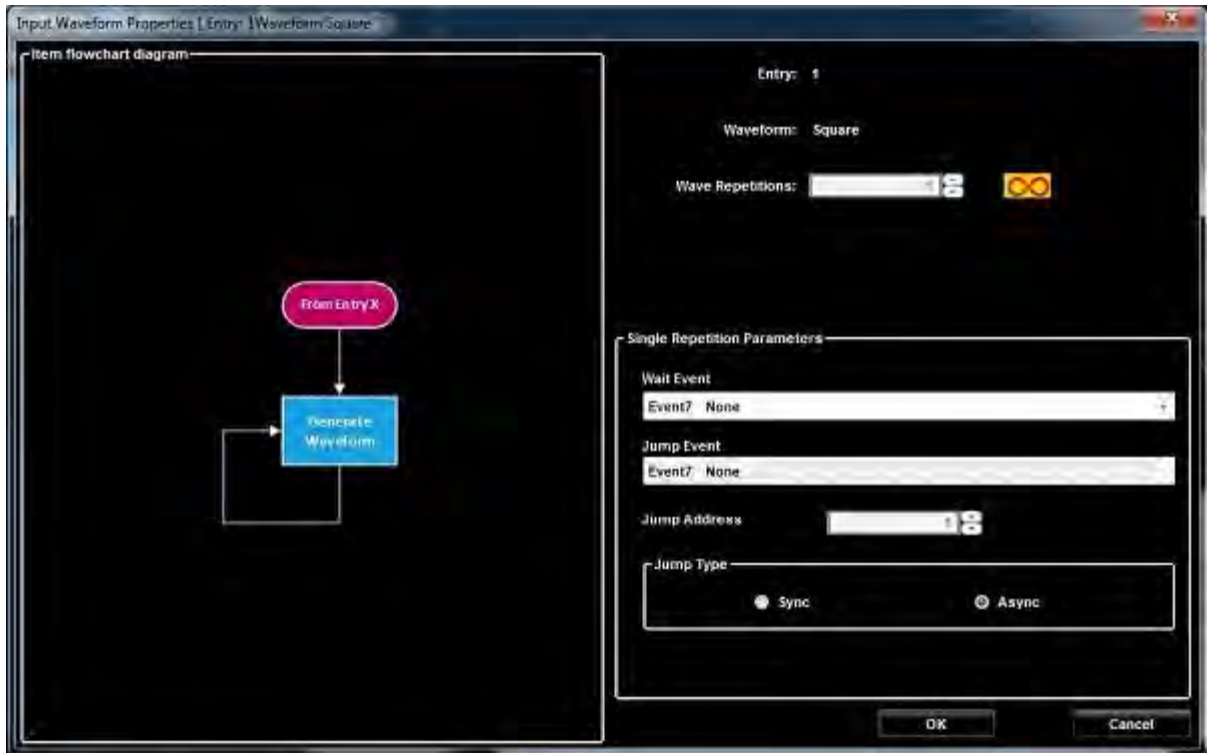 Input Waveform Properties [ Entry: 1Waveform Square
Item flowchart diagram
From Entry X
Generate
Waveform
Entry: 1
Waveform: Square
Wave Repetitions: 1
Single Repetition Parameters
Wait Event
Event7 None
Jump Event
Event7 None
Jump Address 1
Jump Type
Sync Async
OK Cancel